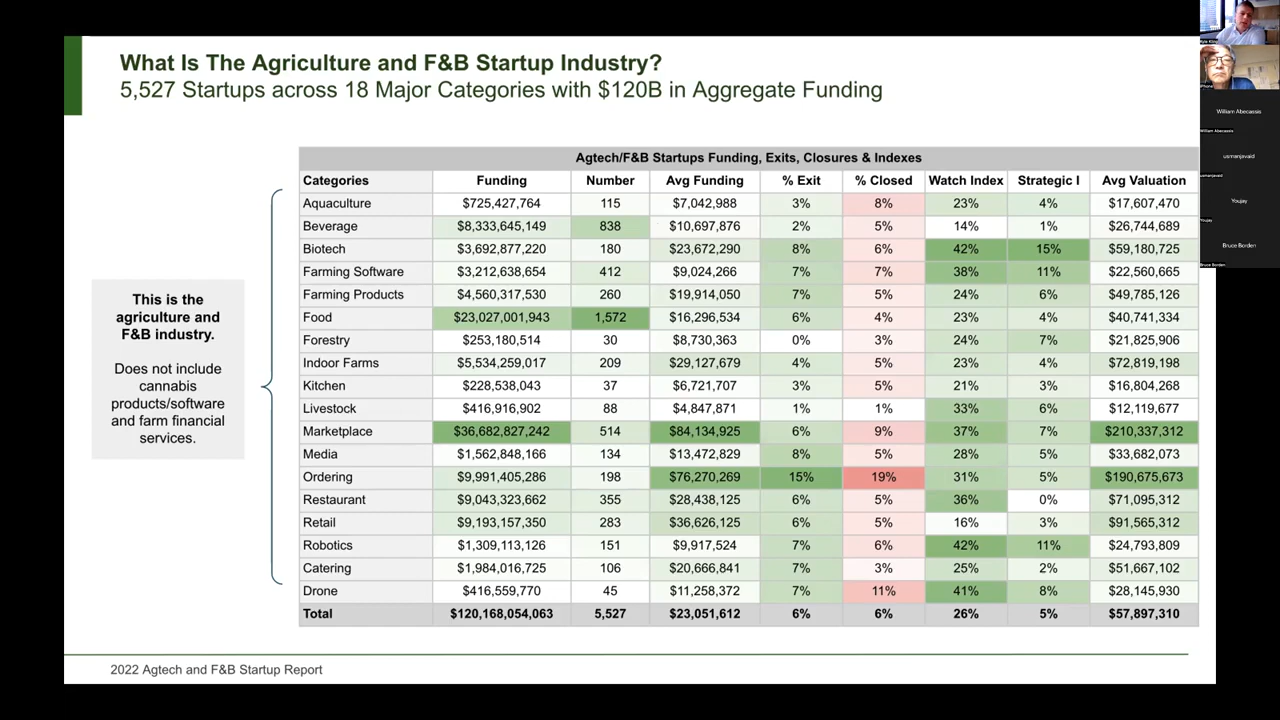 What Is The Agriculture and F&B Startup Industry?
5,527 Startups across 18 Major Categories with $120B in Aggregate Funding
This is the
agriculture and
F&B industry.
Does not include
cannabis
products/software
and farm financial
services.
Agtech/F&B Startups Funding, Exits, Closures & Indexes
Categories Funding Number Avg Funding % Exit % Closed Watch Index Strategic I Avg Valuation
Aquaculture $725,427,764 115 $7,042,988 3% 8% 23% 4% $17,607,470
Beverage $8,333,645,149 838 $10,697,876 2% 5% 14% 1% $26,744,689
Biotech $3,692,877,220 180 $23,672,290 8% 6% 42% 15% $59,180,725
Farming Software $3,212,638,654 412 $9,024,266 7% 7% 38% 11% $22,560,665
Farming Products $4,560,317,530 260 $19,914,050 7% 5% 24% 6% $49,785,126
Food $23,027,001,943 1,572 $16,296,534 6% 4% 23% 4% $40,741,334
Forestry $253,180,514 30 $8,730,363 0% 3% 24% 7% $21,825,906
Indoor Farms $5,534,259,017 209 $29,127,679 4% 5% 23% 4% $72,819,198
Kitchen $228,538,043 37 $6,721,707 3% 5% 21% 3% $16,804,268
Livestock $416,916,902 88 $4,847,871 1% 1% 33% 6% $12,119,677
Marketplace $36,682,827,242 514 $84,134,925 6% 9% 37% 7% $210,337,312
Media $1,562,848,166 134 $13,472,829 8% 5% 28% 5% $33,682,073
Ordering $9,991,405,286 198 $76,270,269 15% 19% 31% 5% $190,675,673
Restaurant $9,043,323,662 355 $28,438,125 6% 5% 36% 0% $71,095,312
Retail $9,193,157,350 283 $36,626,125 6% 5% 16% 3% $91,565,312
Robotics $1,309,113,126 151 $9,917,524 7% 6% 42% 11% $24,793,809
Catering $1,984,016,725 106 $20,666,841 7% 3% 25% 2% $51,667,102
Drone $416,559,770 45 $11,258,372 7% 11% 41% 8% $28,145,930
Total $120,168,054,063 5,527 $23,051,612 6% 6% 26% 5% $57,897,310
2022 Agtech and F&B Startup Report
iPhone
William Abecassis
William Abecassis
usmanjavaid
usmanjavaid
Youjay
Youjay
Bruce Borden
Bruce Borden